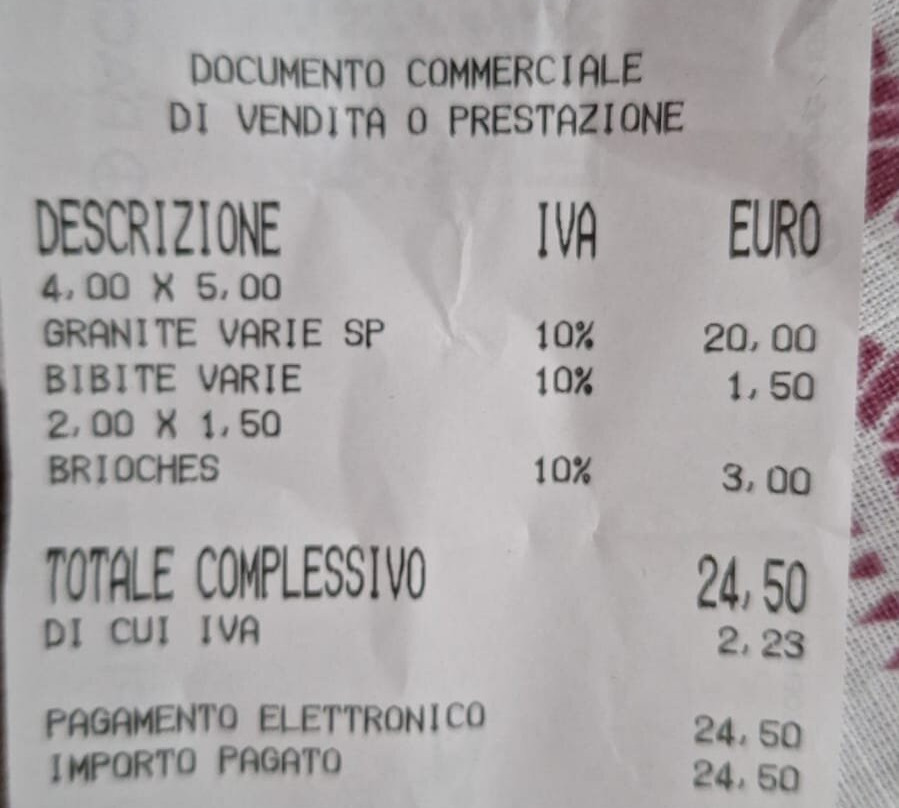 DOCUMENTO COMMERCIALE
DI VENDITA O PRESTAZIONE
DESCRIZIONE IVA EURO
4,00 X 5,00
GRANITE VARIE SP 10% 20,00
BIBITE VARIE 10% 1,50
2,00 X 1,50
BRIOCHES 10% 3,00
TOTALE COMPLESSIVO 24,50
DI CUI IVA 2,23
PAGAMENTO ELETTRONICO 24,50
IMPORTO PAGATO 24,50